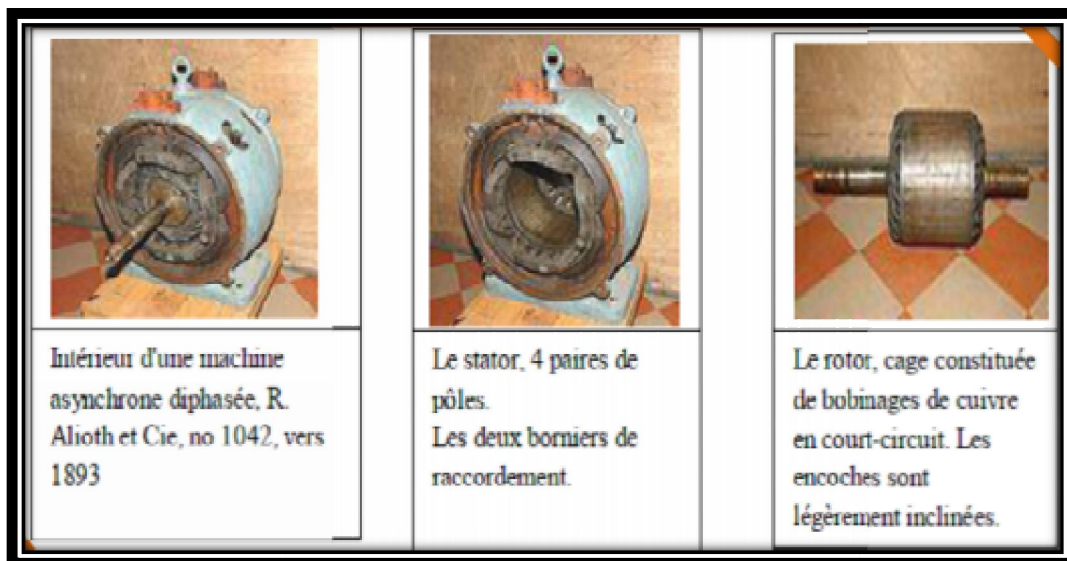 Intérieur d'une machine
asynchrone diphasée, R.
Alioth et Cie, no 1042, vers
1893
Le stator, 4 paires de
pôles.
Les deux borniers de
raccordement.
Le rotor, cage constituée
de bobinages de cuivre
en court-circuit. Les
encoches sont
légèrement inclinées.